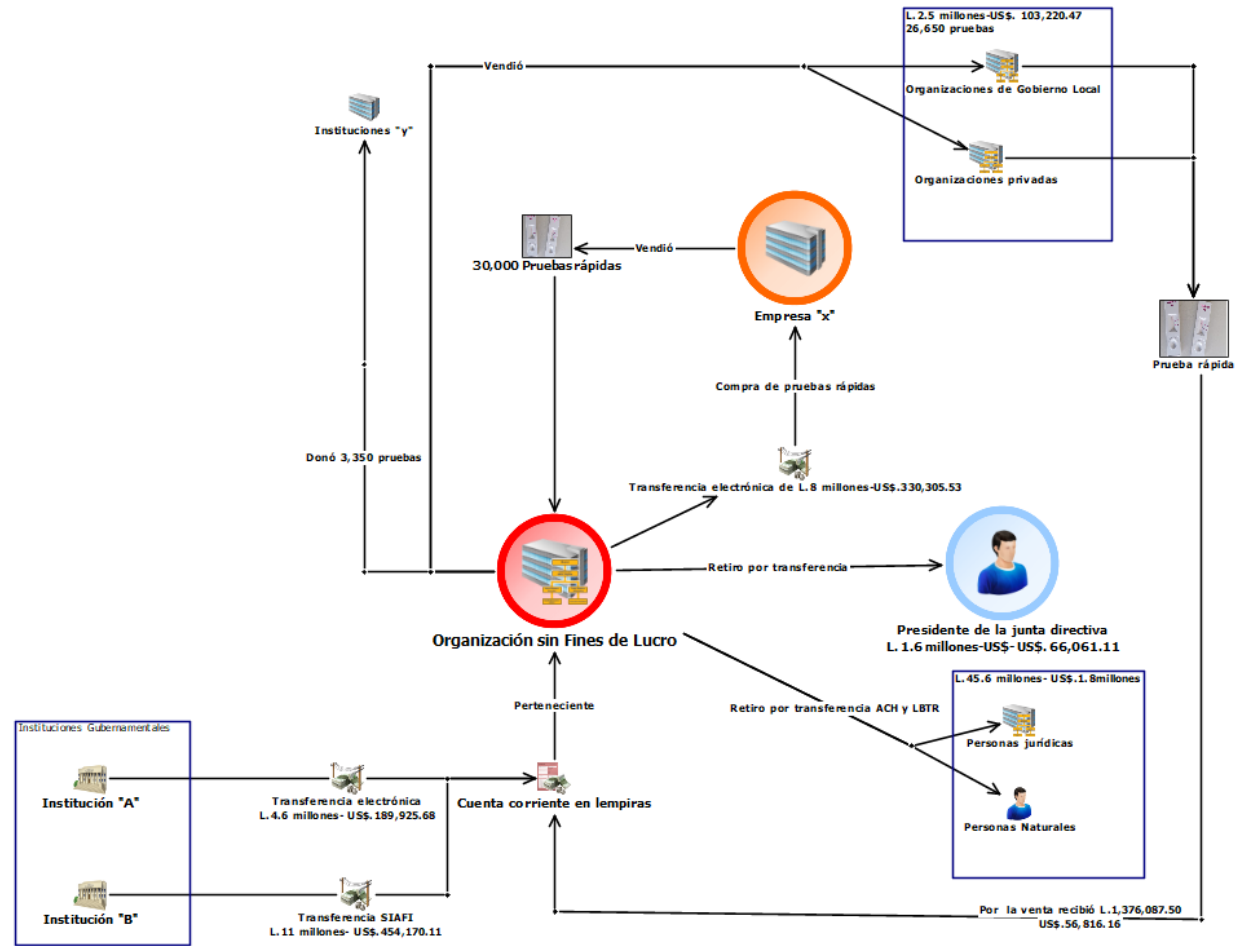 L. 2.5 millones-US$. 103,220.47
26,650 pruebas
Vendió
Organizaciones de Gobierno Local
Instituciones "y"
Organizaciones privadas
Vendió
30,000 Pruebas rápidas
Empresa "x"
Prueba rápida
Compra de pruebas rápidas
Donó 3,350 pruebas
Transferencia electrónica de L. 8 millones-US$.330,305.53
Retiro por transferencia
Organización sin Fines de Lucro
Presidente de la junta directiva
L. 1.6 millones-US$- US$. 66,061.11
L. 45.6 millones- US$.1.8millones
Perteneciente
Retiro por transferencia ACH y LBTR
Personas jurídicas
Instituciones Gubernamentales
Institución "A"
Transferencia electrónica
L. 4.6 millones- US$.189,925.68
Cuenta corriente en lempiras
Personas Naturales
Institución "B"
Transferencia SIAFI
L. 11 millones- US$.454,170.11
Por la venta recibió L.1,376,087.50
US$.56,816.16